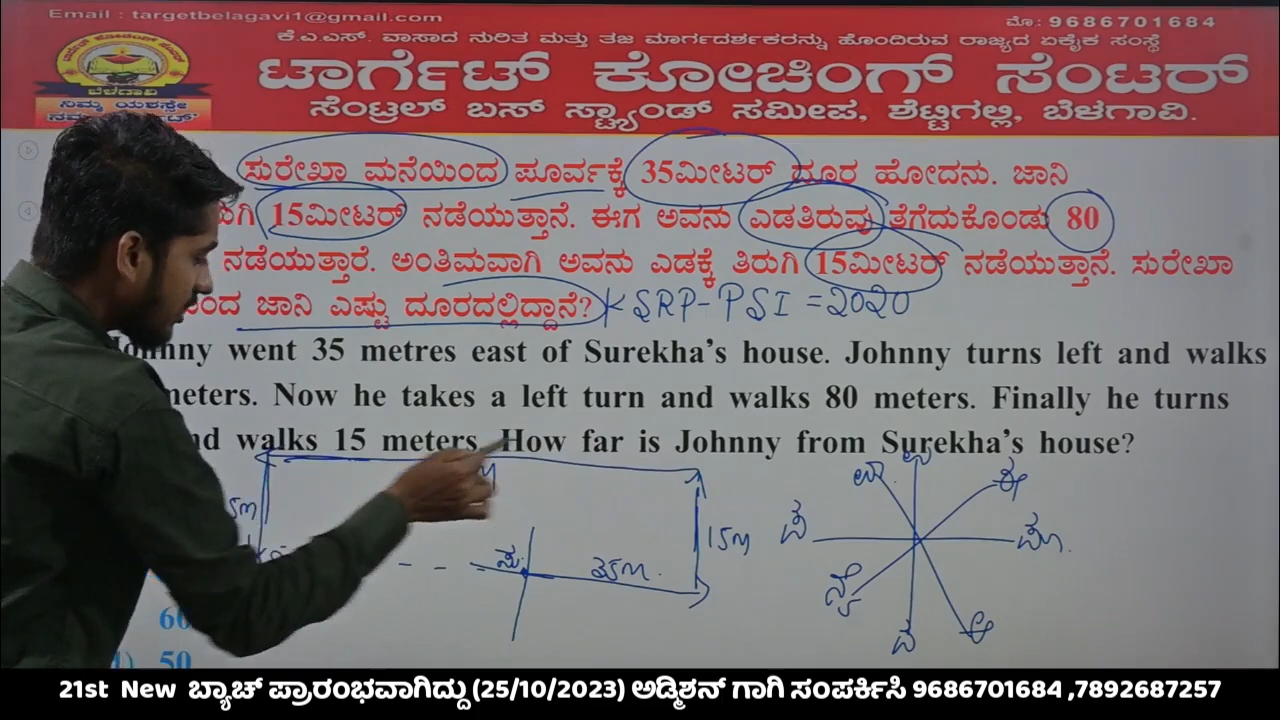 Email : targetbelagavi1@gmail.com
ಮೊ: 9686701684
ಕೆ.ಎ.ಎಸ್. ಪಾಸಾದ ನುರಿತ ಮತ್ತು ತಜ್ಞ ಮಾರ್ಗದರ್ಶಕರನ್ನು ಹೊಂದಿರುವ ರಾಜ್ಯದ ಏಕೈಕ ಸಂಸ್ಥೆ
ಟಾರ್ಗೆಟ್ ಕೋಚಿಂಗ್ ಸೆಂಟರ್
ಬೆಳಗಾವಿ
ನಿಮ್ಮ ಯಶಸ್ಸೇ
ಸೆಂಟ್ರಲ್ ಬಸ್ ಸ್ಟ್ಯಾಂಡ್ ಸಮೀಪ, ಶೆಟ್ಟಿಗಲ್ಲಿ, ಬೆಳಗಾವಿ.
ಸುರೇಖಾ ಮನೆಯಿಂದ ಪೂರ್ವಕ್ಕೆ 35ಮೀಟರ್ ದೂರ ಹೋದನು. ಜಾನಿ
15ಮೀಟರ್ ನಡೆಯುತ್ತಾನೆ. ಈಗ ಅವನು ಎಡತಿರುವು ತೆಗೆದುಕೊಂಡು 80
ನಡೆಯುತ್ತಾರೆ. ಅಂತಿಮವಾಗಿ ಅವನು ಎಡಕ್ಕೆ ತಿರುಗಿ 15ಮೀಟರ್ ನಡೆಯುತ್ತಾನೆ. ಸುರೇಖಾ
ಜಾನಿ ಎಷ್ಟು ದೂರದಲ್ಲಿದ್ದಾನೆ? KSRP-PSI =೨೦೨೦
Johnny went 35 metres east of Surekha's house. Johnny turns left and walks
meters. Now he takes a left turn and walks 80 meters. Finally he turns
walks 15 meters. How far is Johnny from Surekha's house?
15m
ಸು.
35m.
ಉ
ವಾ
ಈ
ಪ
ಪೂ.
ನೈ
ದ
ಆ
60
50
21st New ಬ್ಯಾಚ್ ಪ್ರಾರಂಭವಾಗಿದ್ದು (25/10/2023) ಅಡ್ಮಿಶನ್ ಗಾಗಿ ಸಂಪರ್ಕಿಸಿ 9686701684 ,7892687257